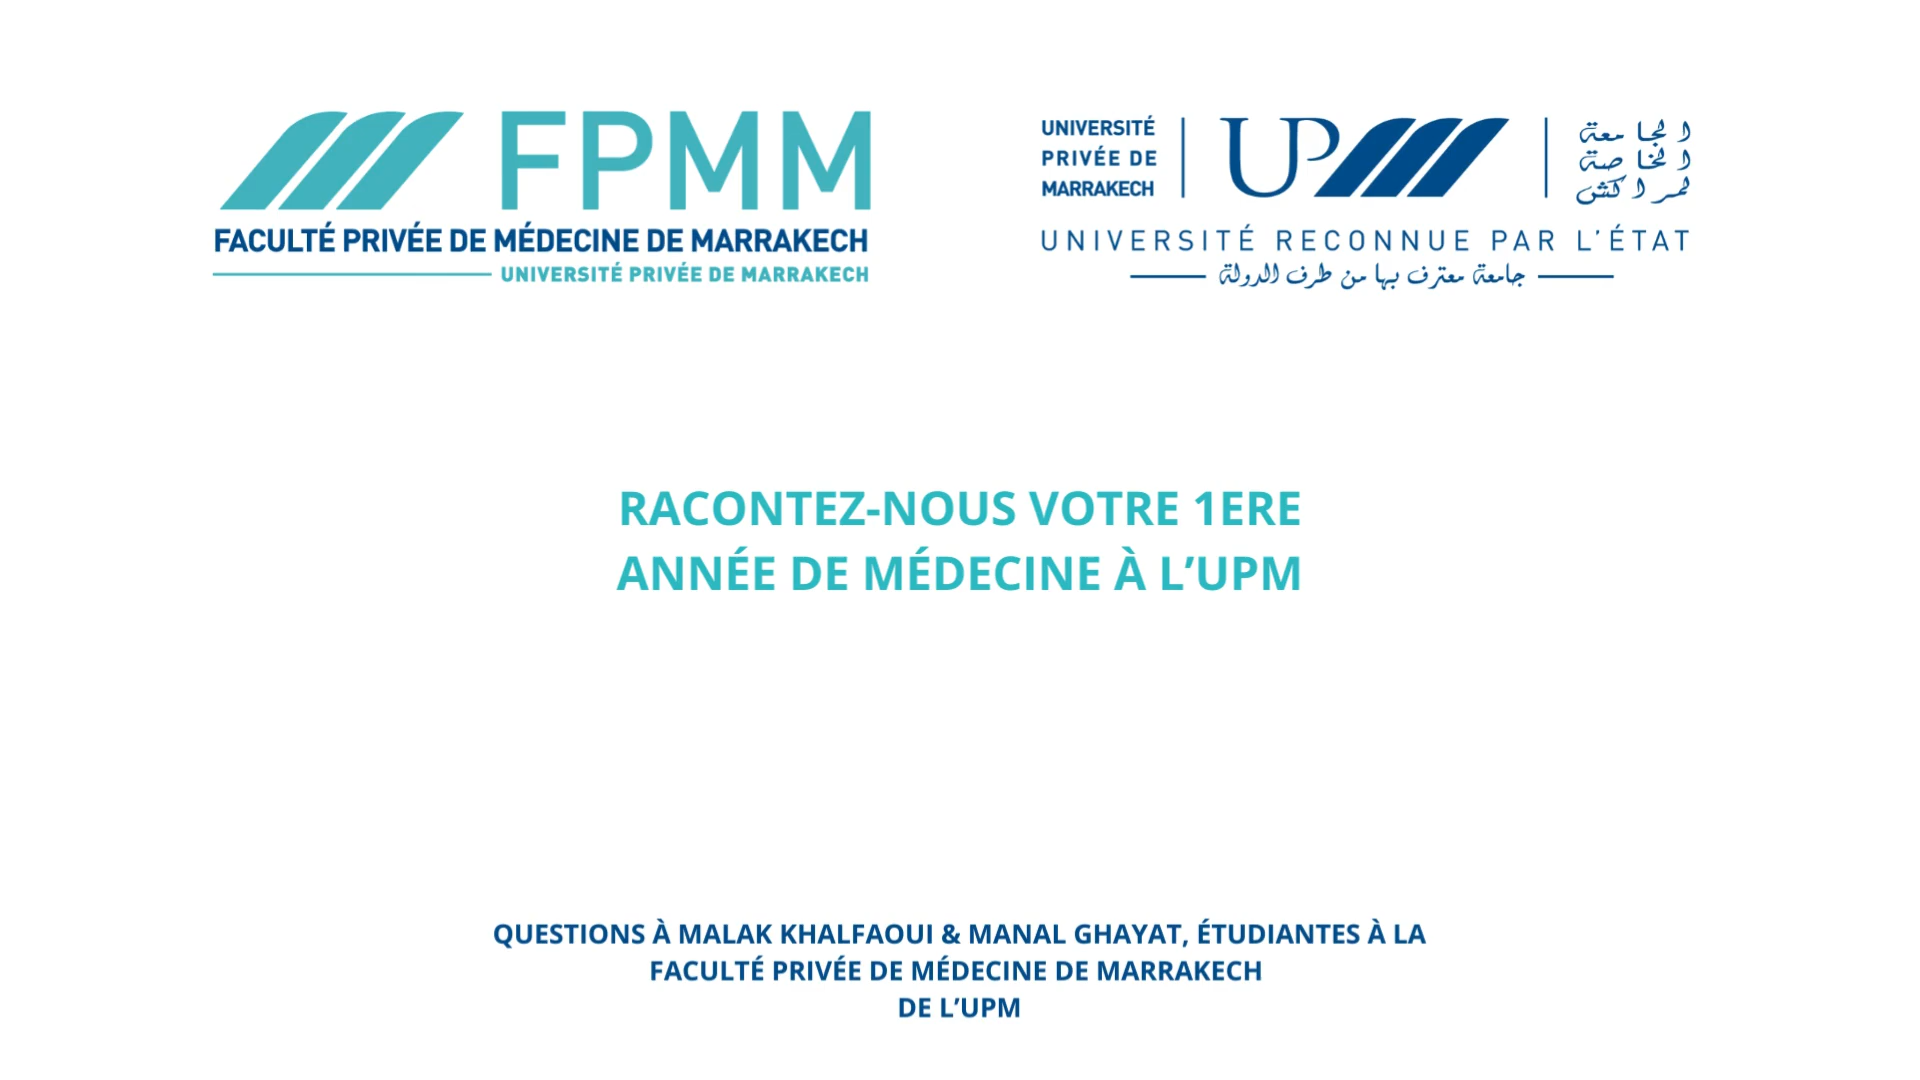 FPMM
FACULTÉ PRIVÉE DE MÉDECINE DE MARRAKECH
UNIVERSITÉ PRIVÉE DE MARRAKECH
UNIVERSITÉ
PRIVÉE DE
MARRAKECH
UPM
الجامعة
الخاصة
لمراكش
UNIVERSITÉ RECONNUE PAR L'ÉTAT
جامعة معترف بها من طرف الدولة
RACONTEZ-NOUS VOTRE 1ERE
ANNÉE DE MÉDECINE À L’UPM
QUESTIONS À MALAK KHALFAOUI & MANAL GHAYAT, ÉTUDIANTES À LA
FACULTÉ PRIVÉE DE MÉDECINE DE MARRAKECH
DE L’UPM